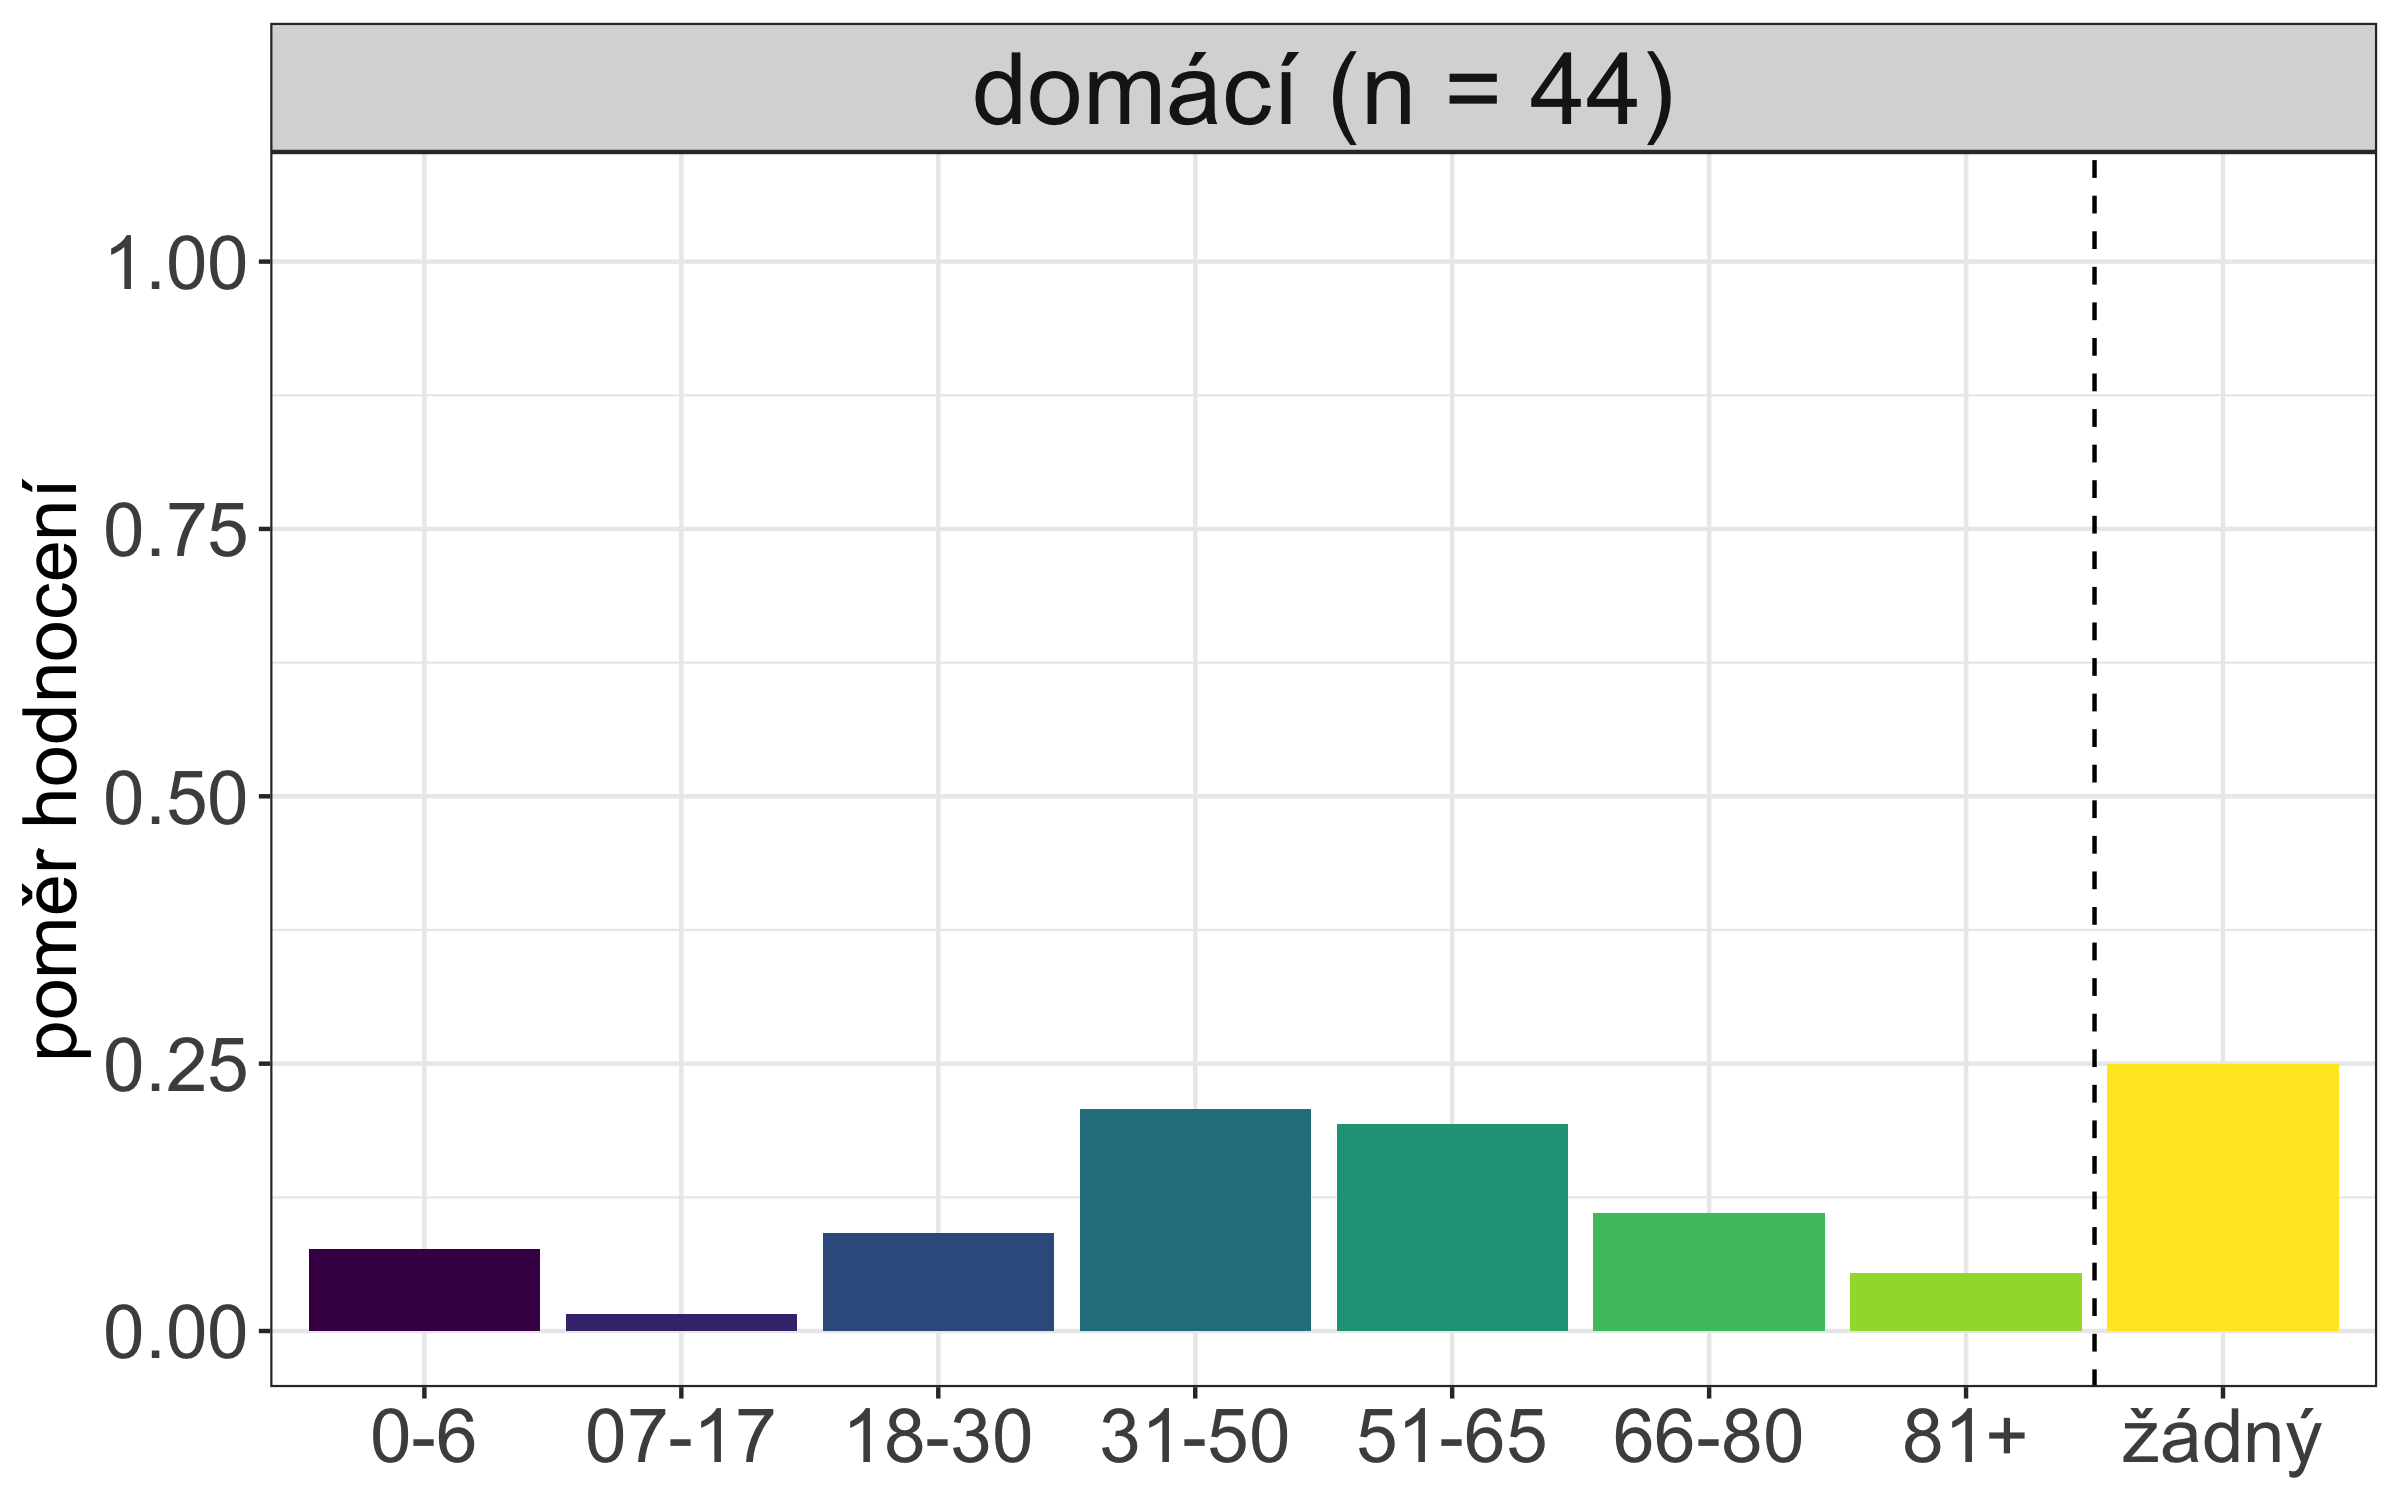 domácí (n = 44)
poměr hodnocení
1.00
0.75
0.50
0.25
0.00
0-6 07-17 18-30 31-50 51-65 66-80 81+ žádný